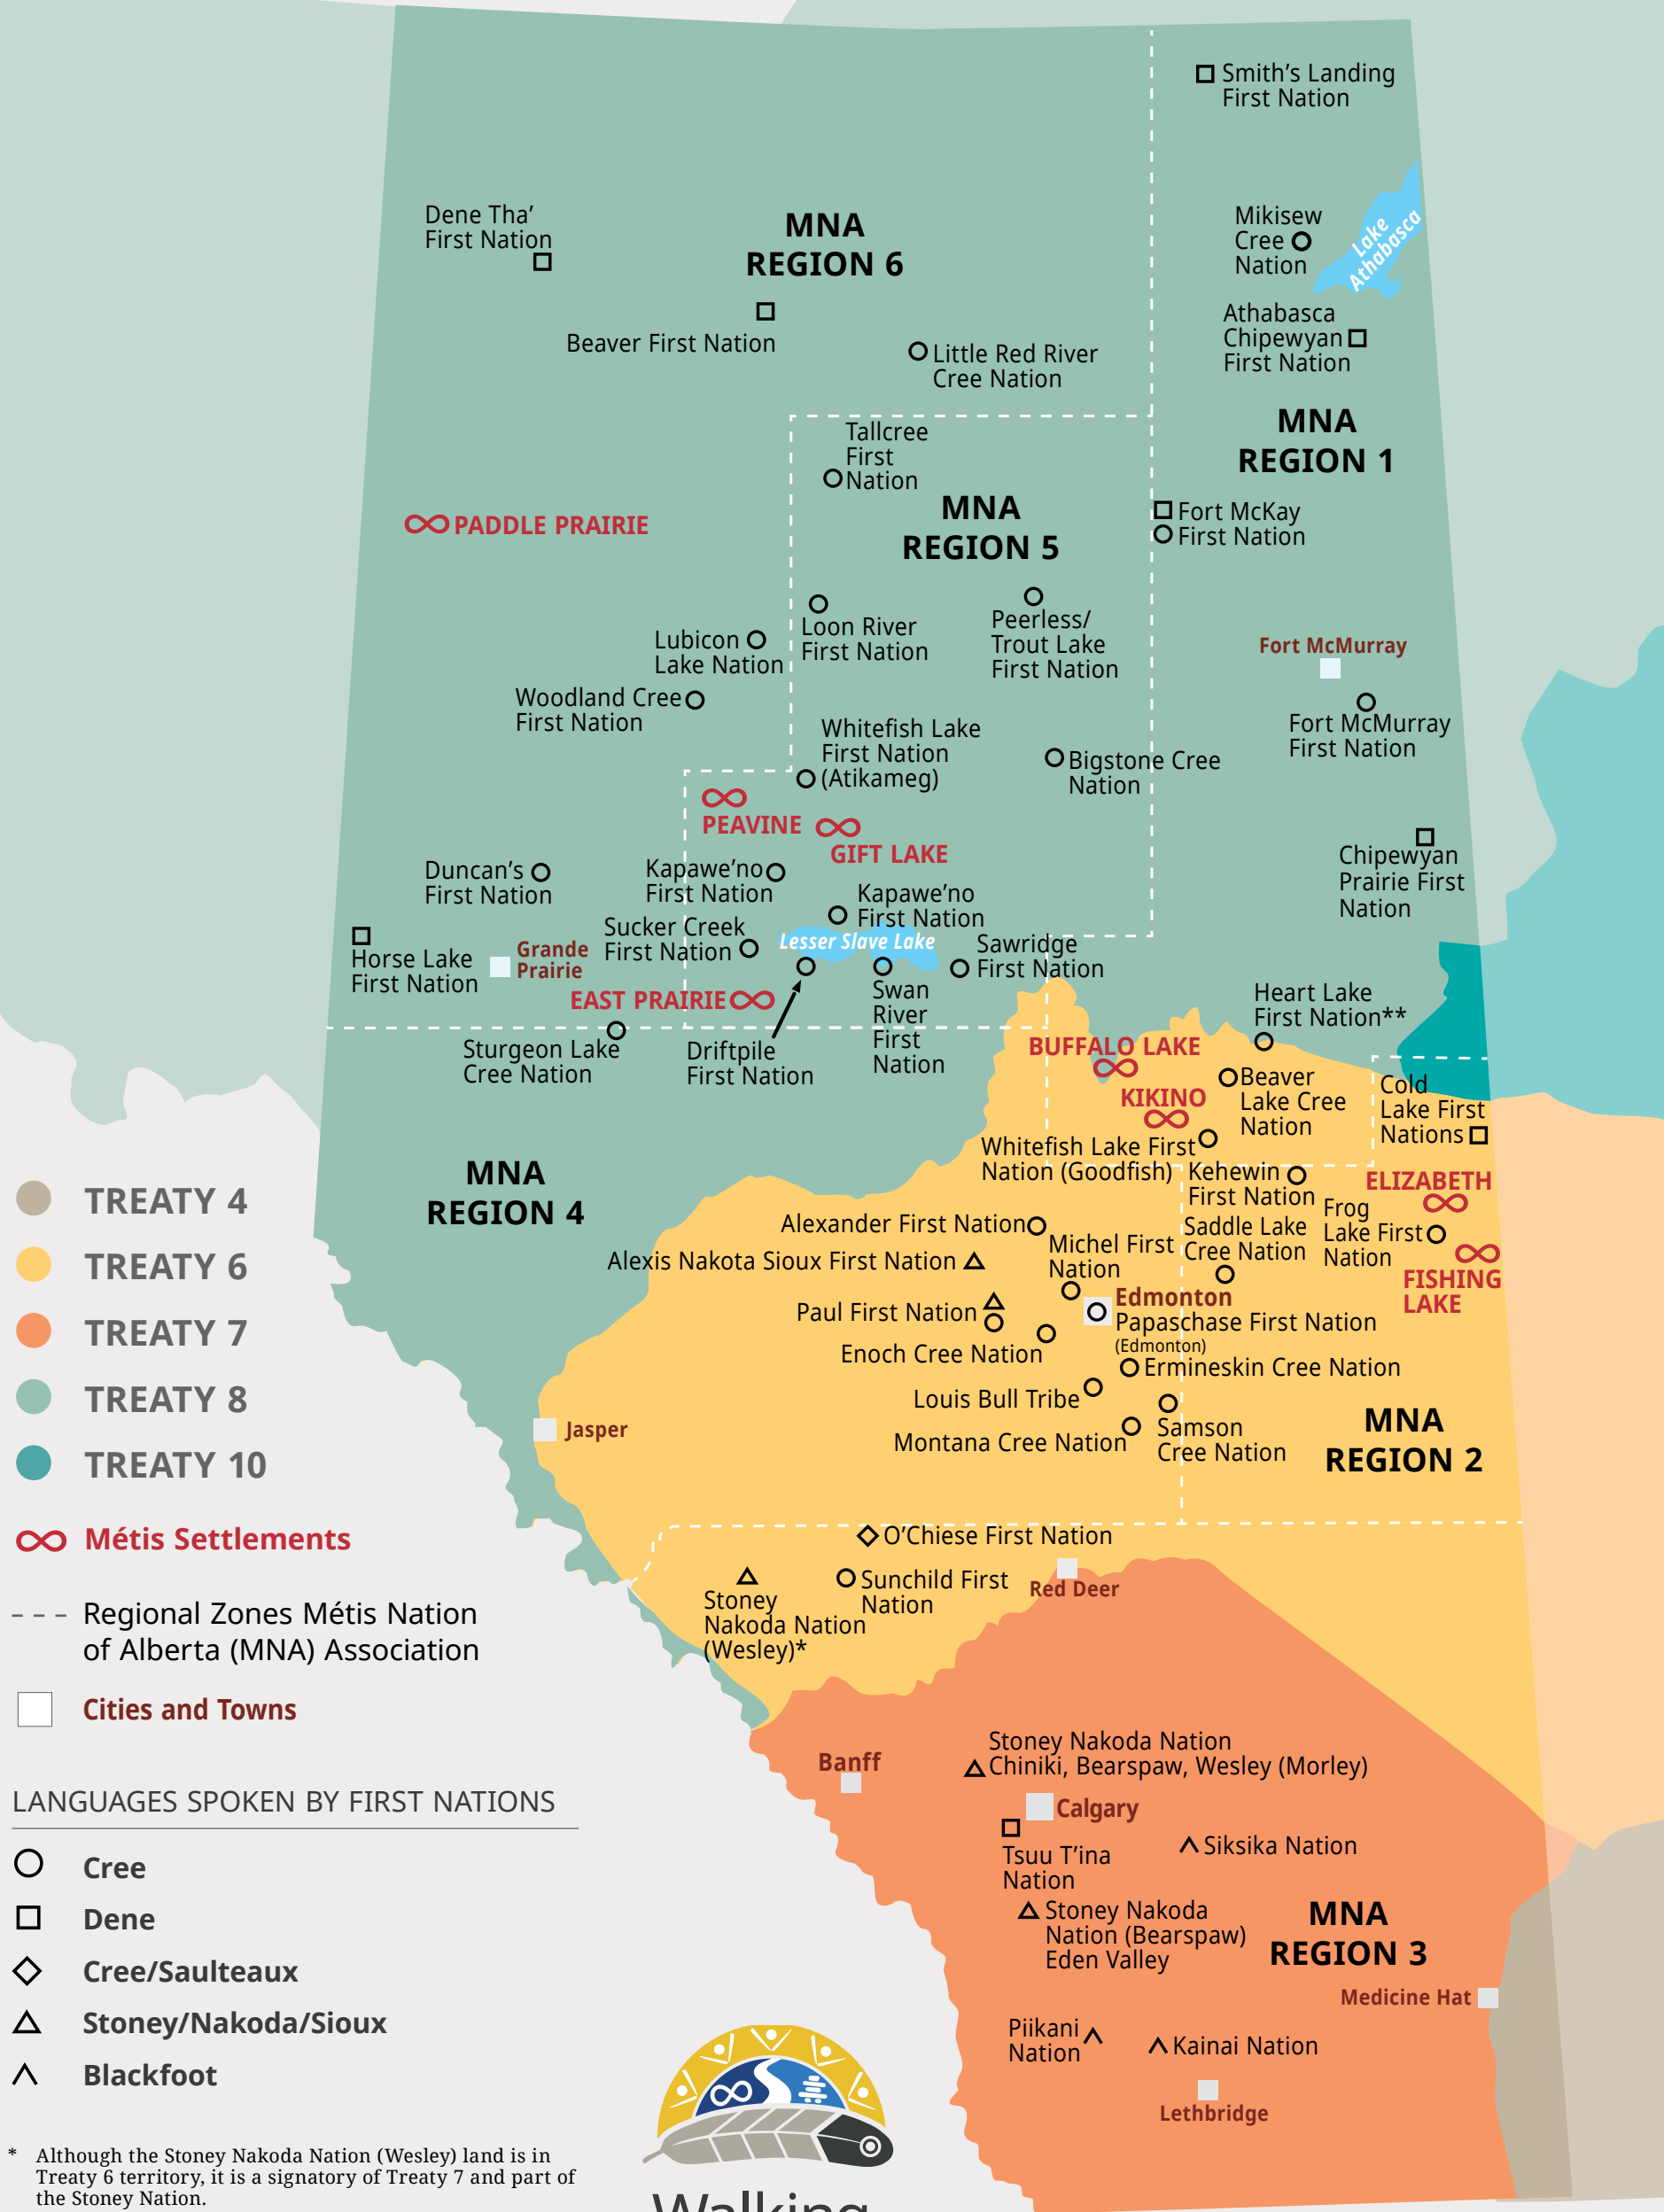 Smith’s Landing
First Nation
Dene Tha’
First Nation
MNA
REGION 6
Mikisew
Cree
Nation
Lake
Athabasca
Beaver First Nation
Little Red River
Cree Nation
Athabasca
Chipewyan
First Nation
MNA
REGION 1
Tallcree
First
Nation
MNA
REGION 5
PADDLE PRAIRIE
Fort McKay
First Nation
Loon River
First Nation
Peerless/
Trout Lake
First Nation
Lubicon
Lake Nation
Fort McMurray
Woodland Cree
First Nation
Fort McMurray
First Nation
Whitefish Lake
First Nation
(Atikameg)
Bigstone Cree
Nation
PEAVINE
GIFT LAKE
Chipewyan
Prairie First
Nation
Duncan’s
First Nation
Kapawe’no
First Nation
Kapawe’no
First Nation
Sucker Creek
First Nation
Lesser Slave Lake
Sawridge
First Nation
Horse Lake
First Nation
Grande
Prairie
EAST PRAIRIE
Swan
River
First
Nation
Heart Lake
First Nation**
Sturgeon Lake
Cree Nation
Driftpile
First Nation
BUFFALO LAKE
KIKINO
Beaver
Lake Cree
Nation
Cold
Lake First
Nations
Whitefish Lake First
Nation (Goodfish)
Kehewin
First Nation
ELIZABETH
MNA
REGION 4
Frog
Lake First
Nation
Saddle Lake
Cree Nation
Alexander First Nation
Michel First
Nation
Alexis Nakota Sioux First Nation
FISHING
LAKE
Edmonton
Papaschase First Nation
(Edmonton)
Paul First Nation
Enoch Cree Nation
Ermineskin Cree Nation
Louis Bull Tribe
Samson
Cree Nation
Montana Cree Nation
MNA
REGION 2
Jasper
O’Chiese First Nation
Sunchild First
Nation
Red Deer
Stoney
Nakoda Nation
(Wesley)*
Stoney Nakoda Nation
Chiniki, Bearspaw, Wesley (Morley)
Banff
Calgary
Tsuu T’ina
Nation
Siksika Nation
Stoney Nakoda
Nation (Bearspaw)
Eden Valley
MNA
REGION 3
Medicine Hat
Piikani
Nation
Kainai Nation
Lethbridge
TREATY 4
TREATY 6
TREATY 7
TREATY 8
TREATY 10
Métis Settlements
Regional Zones Métis Nation
of Alberta (MNA) Association
Cities and Towns
LANGUAGES SPOKEN BY FIRST NATIONS
Cree
Dene
Cree/Saulteaux
Stoney/Nakoda/Sioux
Blackfoot
* Although the Stoney Nakoda Nation (Wesley) land is in
Treaty 6 territory, it is a signatory of Treaty 7 and part of
the Stoney Nation.
Walking